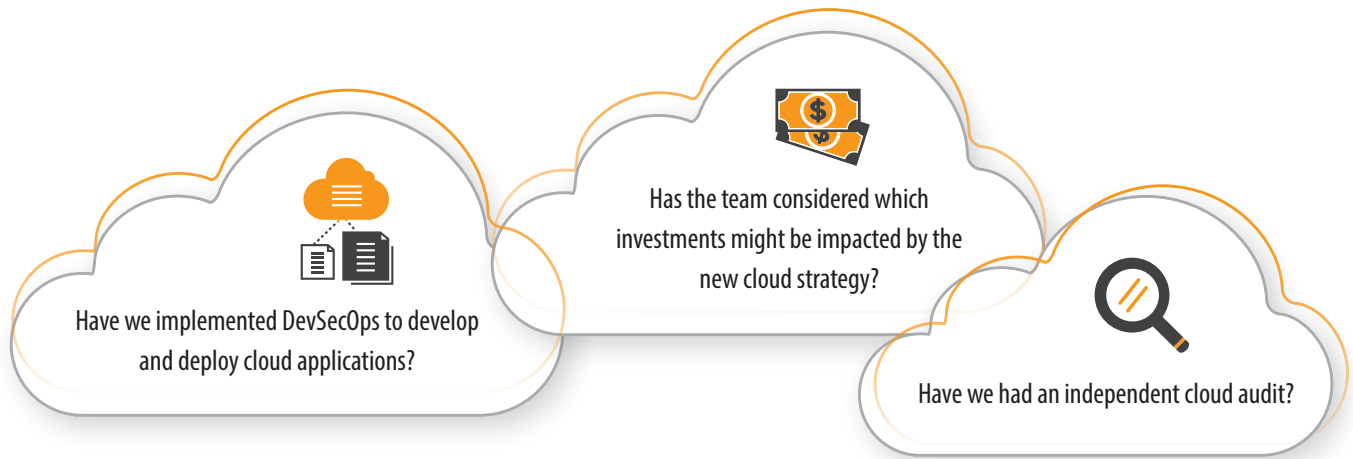 Have we implemented DevSecOps to develop
and deploy cloud applications?
$
$
Has the team considered which
investments might be impacted by the
new cloud strategy?
Have we had an independent cloud audit?